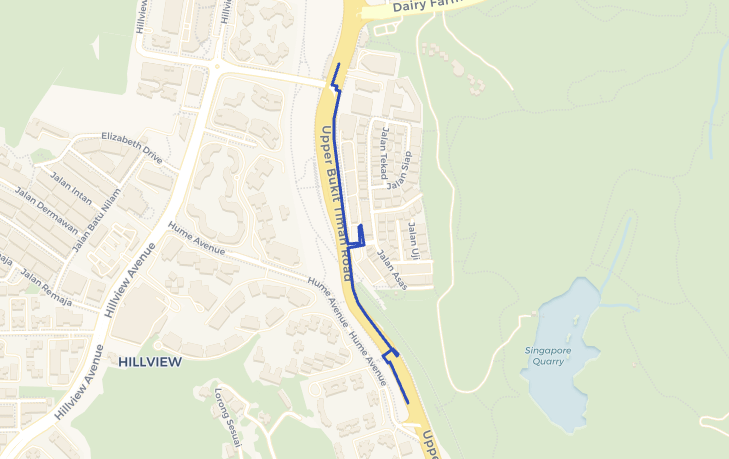 Dairy Farm
Hillview
Hillview
Elizabeth Drive
Upper Bukit Timah Road
Jalan Tekad
Jalan Siap
Jalan Intan
Jalan Dermawan
Jalan Batu Nilam
Jalan Remaja
Hume Avenue
Jalan Uji
Jalan Asas
Hillview Avenue
Hume Avenue
Hume Avenue
Singapore
Quarry
HILLVIEW
Hillview Avenue
Lorong Sesuai
Uppe